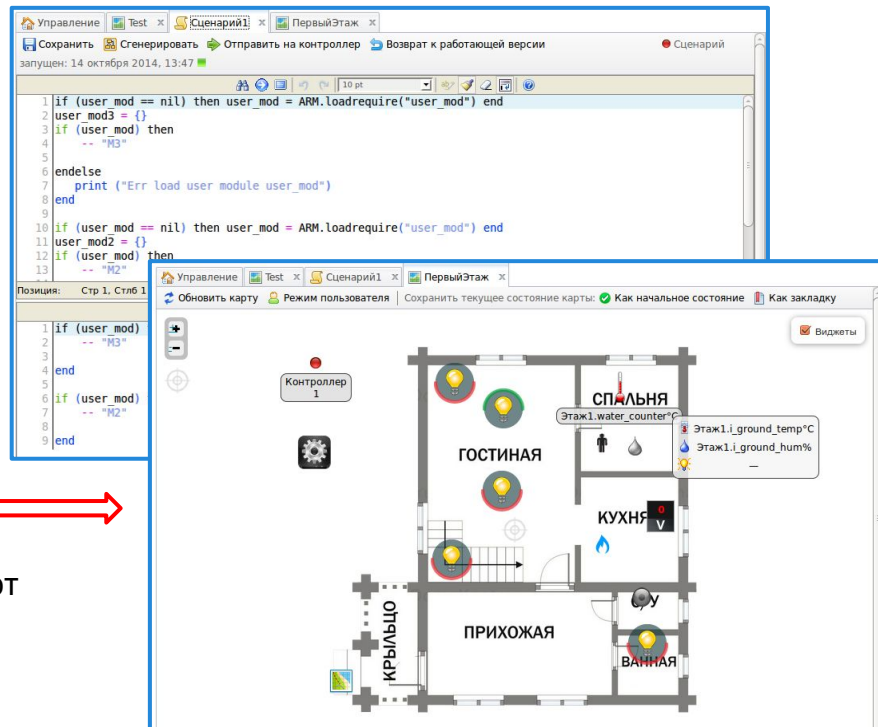 Управление Test x Сценарий1 x ПервыйЭтаж x
Сохранить Сгенерировать Отправить на контроллер Возврат к работающей версии Сценарий
запущен: 14 октября 2014, 13:47
10 pt
1 if (user_mod == nil) then user_mod = ARM.loadrequire("user_mod") end
2 user_mod3 = {}
3 if (user_mod) then
4 -- "M3"
5
6 endelse
7 print ("Err load user module user_mod")
8 end
9
10 if (user_mod == nil) then user_mod = ARM.loadrequire("user_mod") end
11 user_mod2 = {}
12 if (user_mod) then
13 -- "M2"
Позиция: Стр 1, Стлб 1
1 if (user_mod)
2 -- "M3"
3
4 end
5
6 if (user_mod)
7 -- "M2"
8
9 end
Управление Test x Сценарий1 x ПервыйЭтаж x
Обновить карту Режим пользователя Сохранить текущее состояние карты: Как начальное состояние Как закладку
Виджеты
Контроллер
1
СПАЛЬНЯ
Этаж1.water_counter°C
Этаж1.i_ground_temp°C
Этаж1.i_ground_hum%
—
ГОСТИНАЯ
КУХНЯ
0
V
С/У
ПРИХОЖАЯ
ВАННАЯ
КРЫЛЬЦО